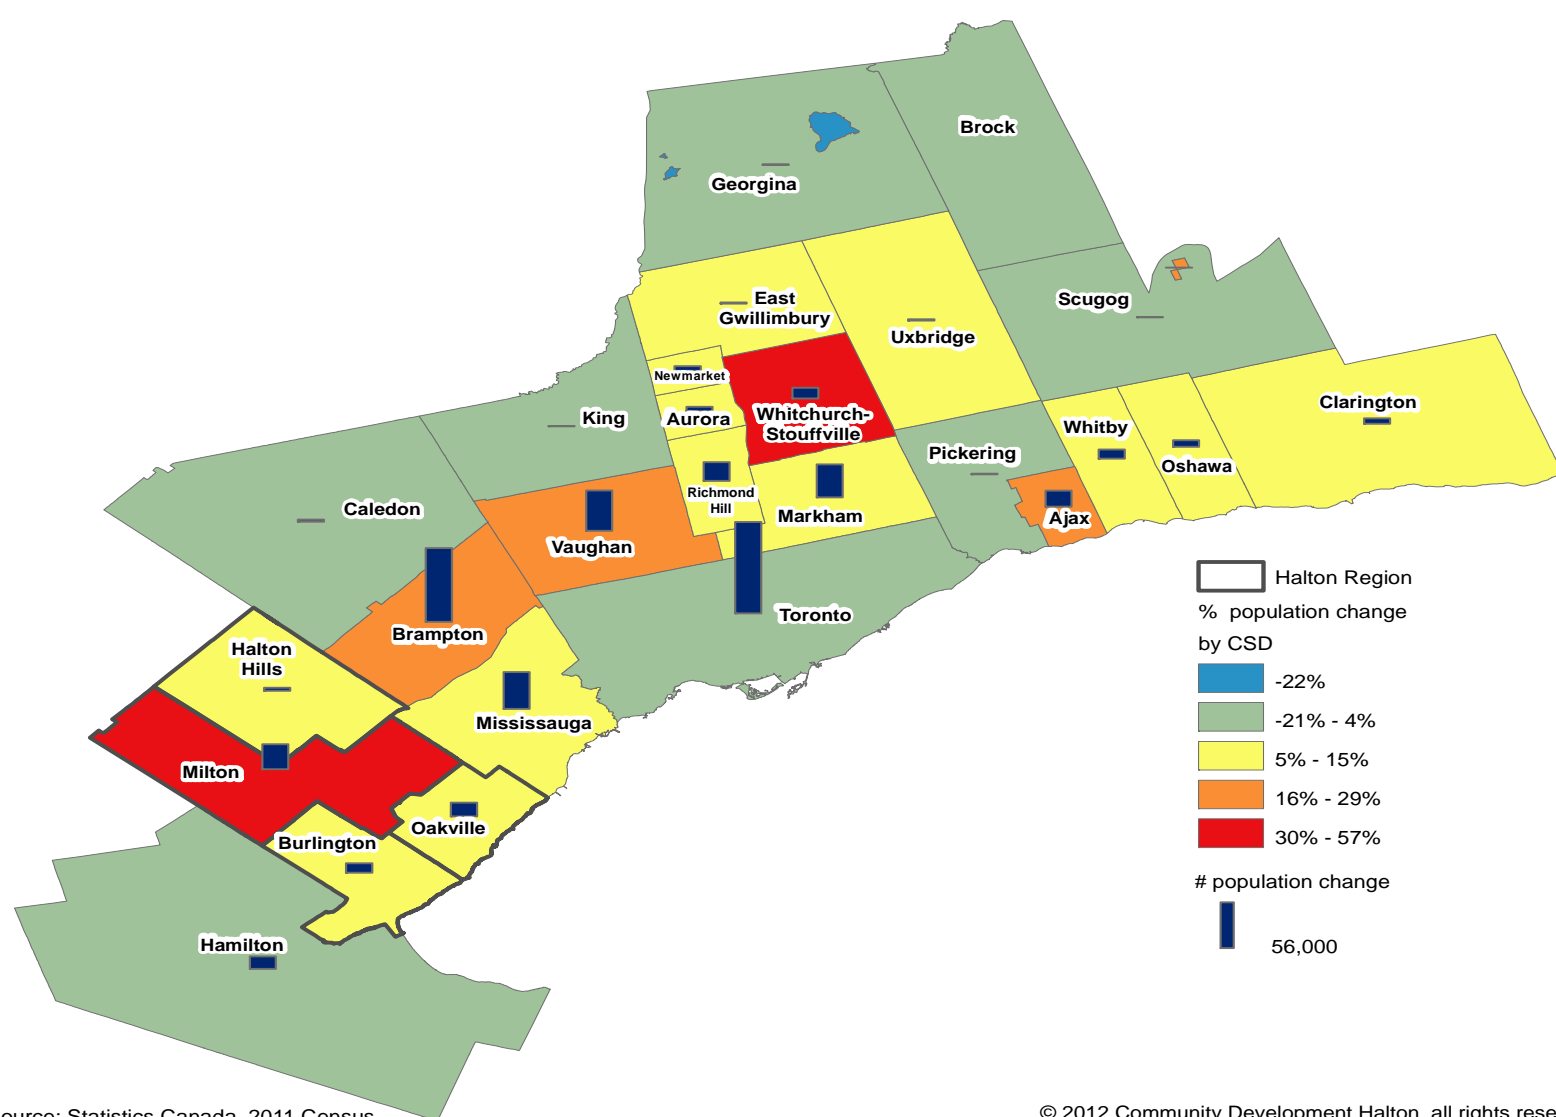 Brock
Georgina
East
Gwillimbury
Scugog
Uxbridge
Newmarket
Aurora
King
Whitchurch-
Stouffville
Clarington
Whitby
Oshawa
Pickering
Caledon
Richmond
Hill
Markham
Ajax
Vaughan
Toronto
Brampton
Halton
Hills
Mississauga
Milton
Oakville
Burlington
Hamilton
Halton Region
% population change
by CSD
-22%
-21% - 4%
5% - 15%
16% - 29%
30% - 57%
# population change
56,000
ource: Statistics Canada, 2011 Census
© 2012 Community Development Halton, all rights rese